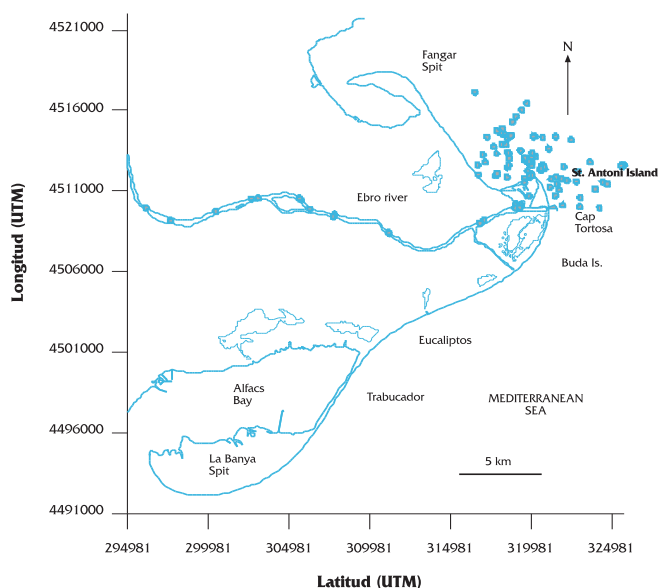 4521000
Fangar
Spit
N
4516000
St. Antoni Island
4511000
Ebro river
Cap
Tortosa
Longitud (UTM)
4506000
Buda Is.
Eucaliptos
4501000
Alfacs
Bay
Trabucador
MEDITERRANEAN
SEA
4496000
La Banya
Spit
5 km
4491000
294981 299981 304981 309981 314981 319981 324981
Latitud (UTM)